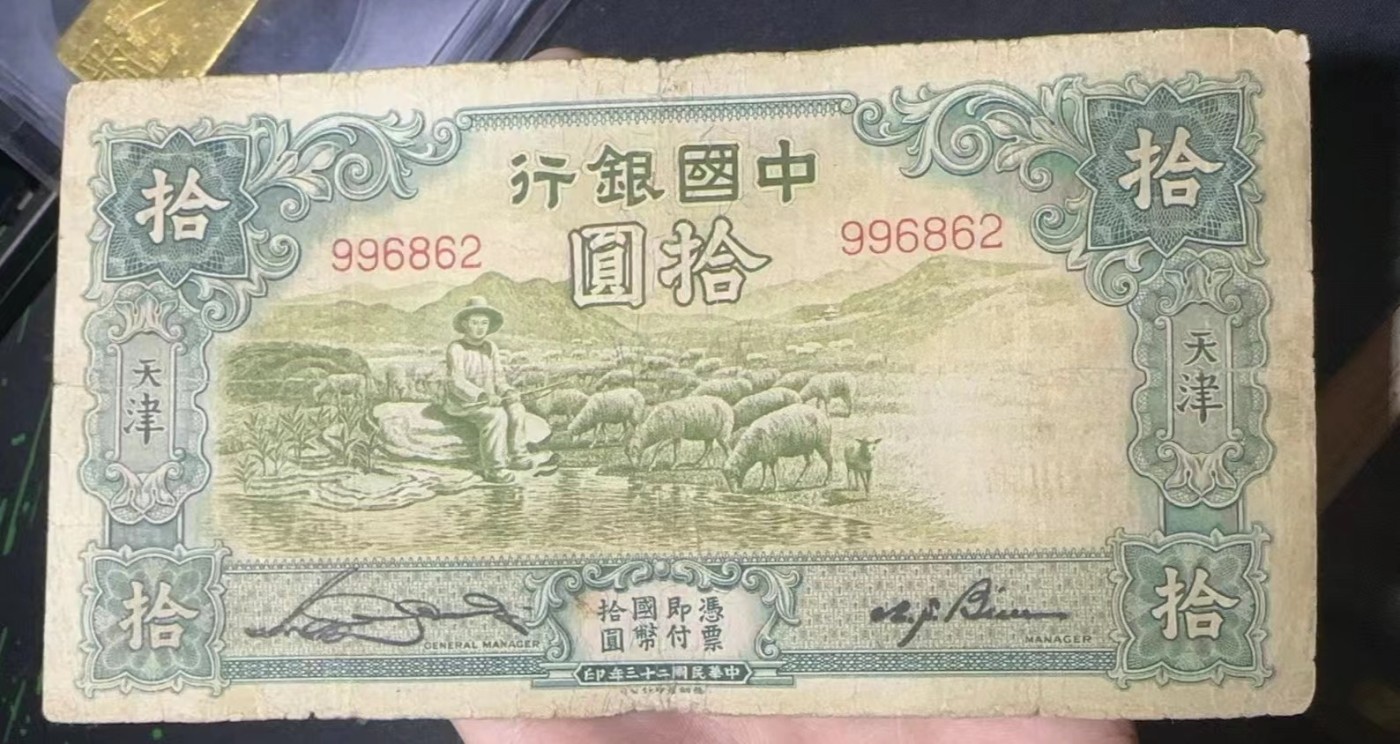 拾
拾
中國銀行
拾圓
996862
996862
天津
天津
拾
拾
憑票
即付
國幣
拾圓
GENERAL MANAGER
MANAGER
中華民國二十三年印